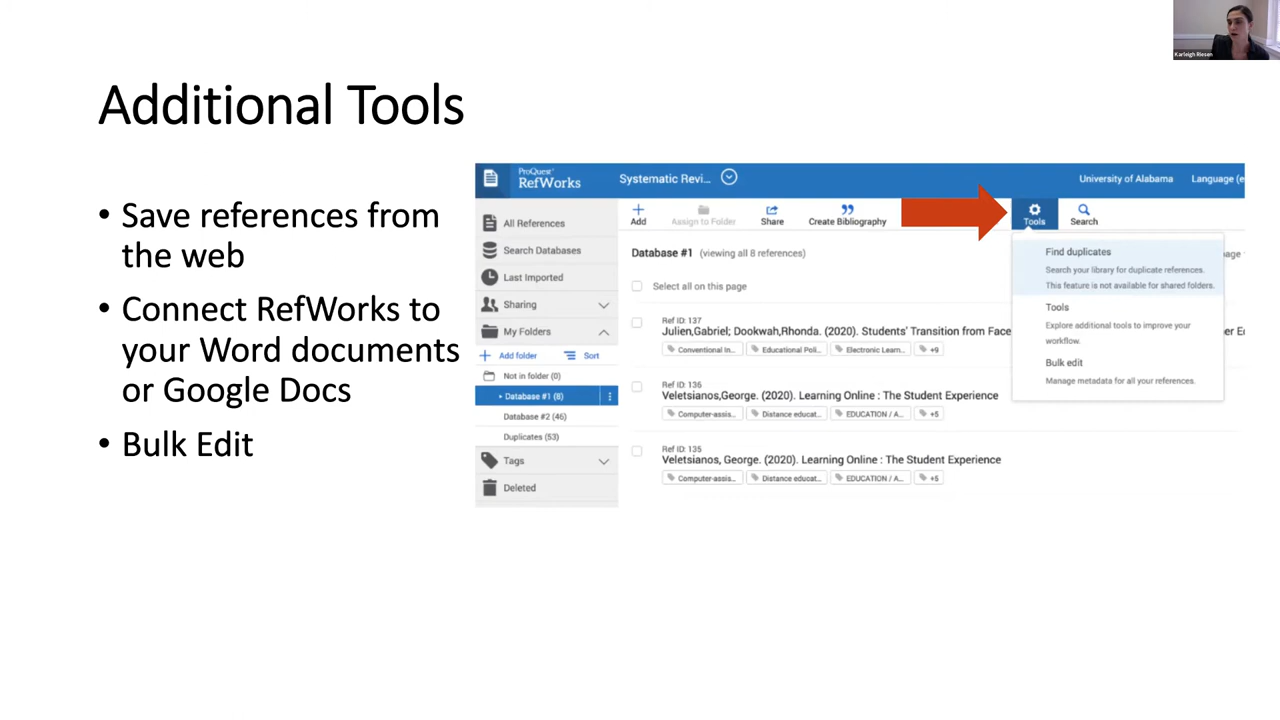 Karleigh Riesen
Additional Tools
• Save references from
the web
• Connect RefWorks to
your Word documents
or Google Docs
• Bulk Edit
ProQuest
RefWorks
Systematic Revi...
University of Alabama
Language (e
All References
Search Databases
Last Imported
Sharing
My Folders
Add folder
Sort
Not in folder (0)
Database #1 (8)
Database #2 (46)
Duplicates (53)
Tags
Deleted
Add
Assign to Folder
Share
Create Bibliography
Tools
Search
Database #1 (viewing all 8 references)
Select all on this page
Ref ID: 137
Julien,Gabriel; Dookwah,Rhonda. (2020). Students' Transition from Face
Conventional In...
Educational Poli...
Electronic Learn...
+9
Ref ID: 136
Veletsianos,George. (2020). Learning Online : The Student Experience
Computer-assis...
Distance educat...
EDUCATION / A...
+5
Ref ID: 135
Veletsianos, George. (2020). Learning Online : The Student Experience
Computer-assis...
Distance educat...
EDUCATION / A...
+5
Find duplicates
Search your library for duplicate references.
This feature is not available for shared folders.
Tools
Explore additional tools to improve your
workflow.
Bulk edit
Manage metadata for all your references.